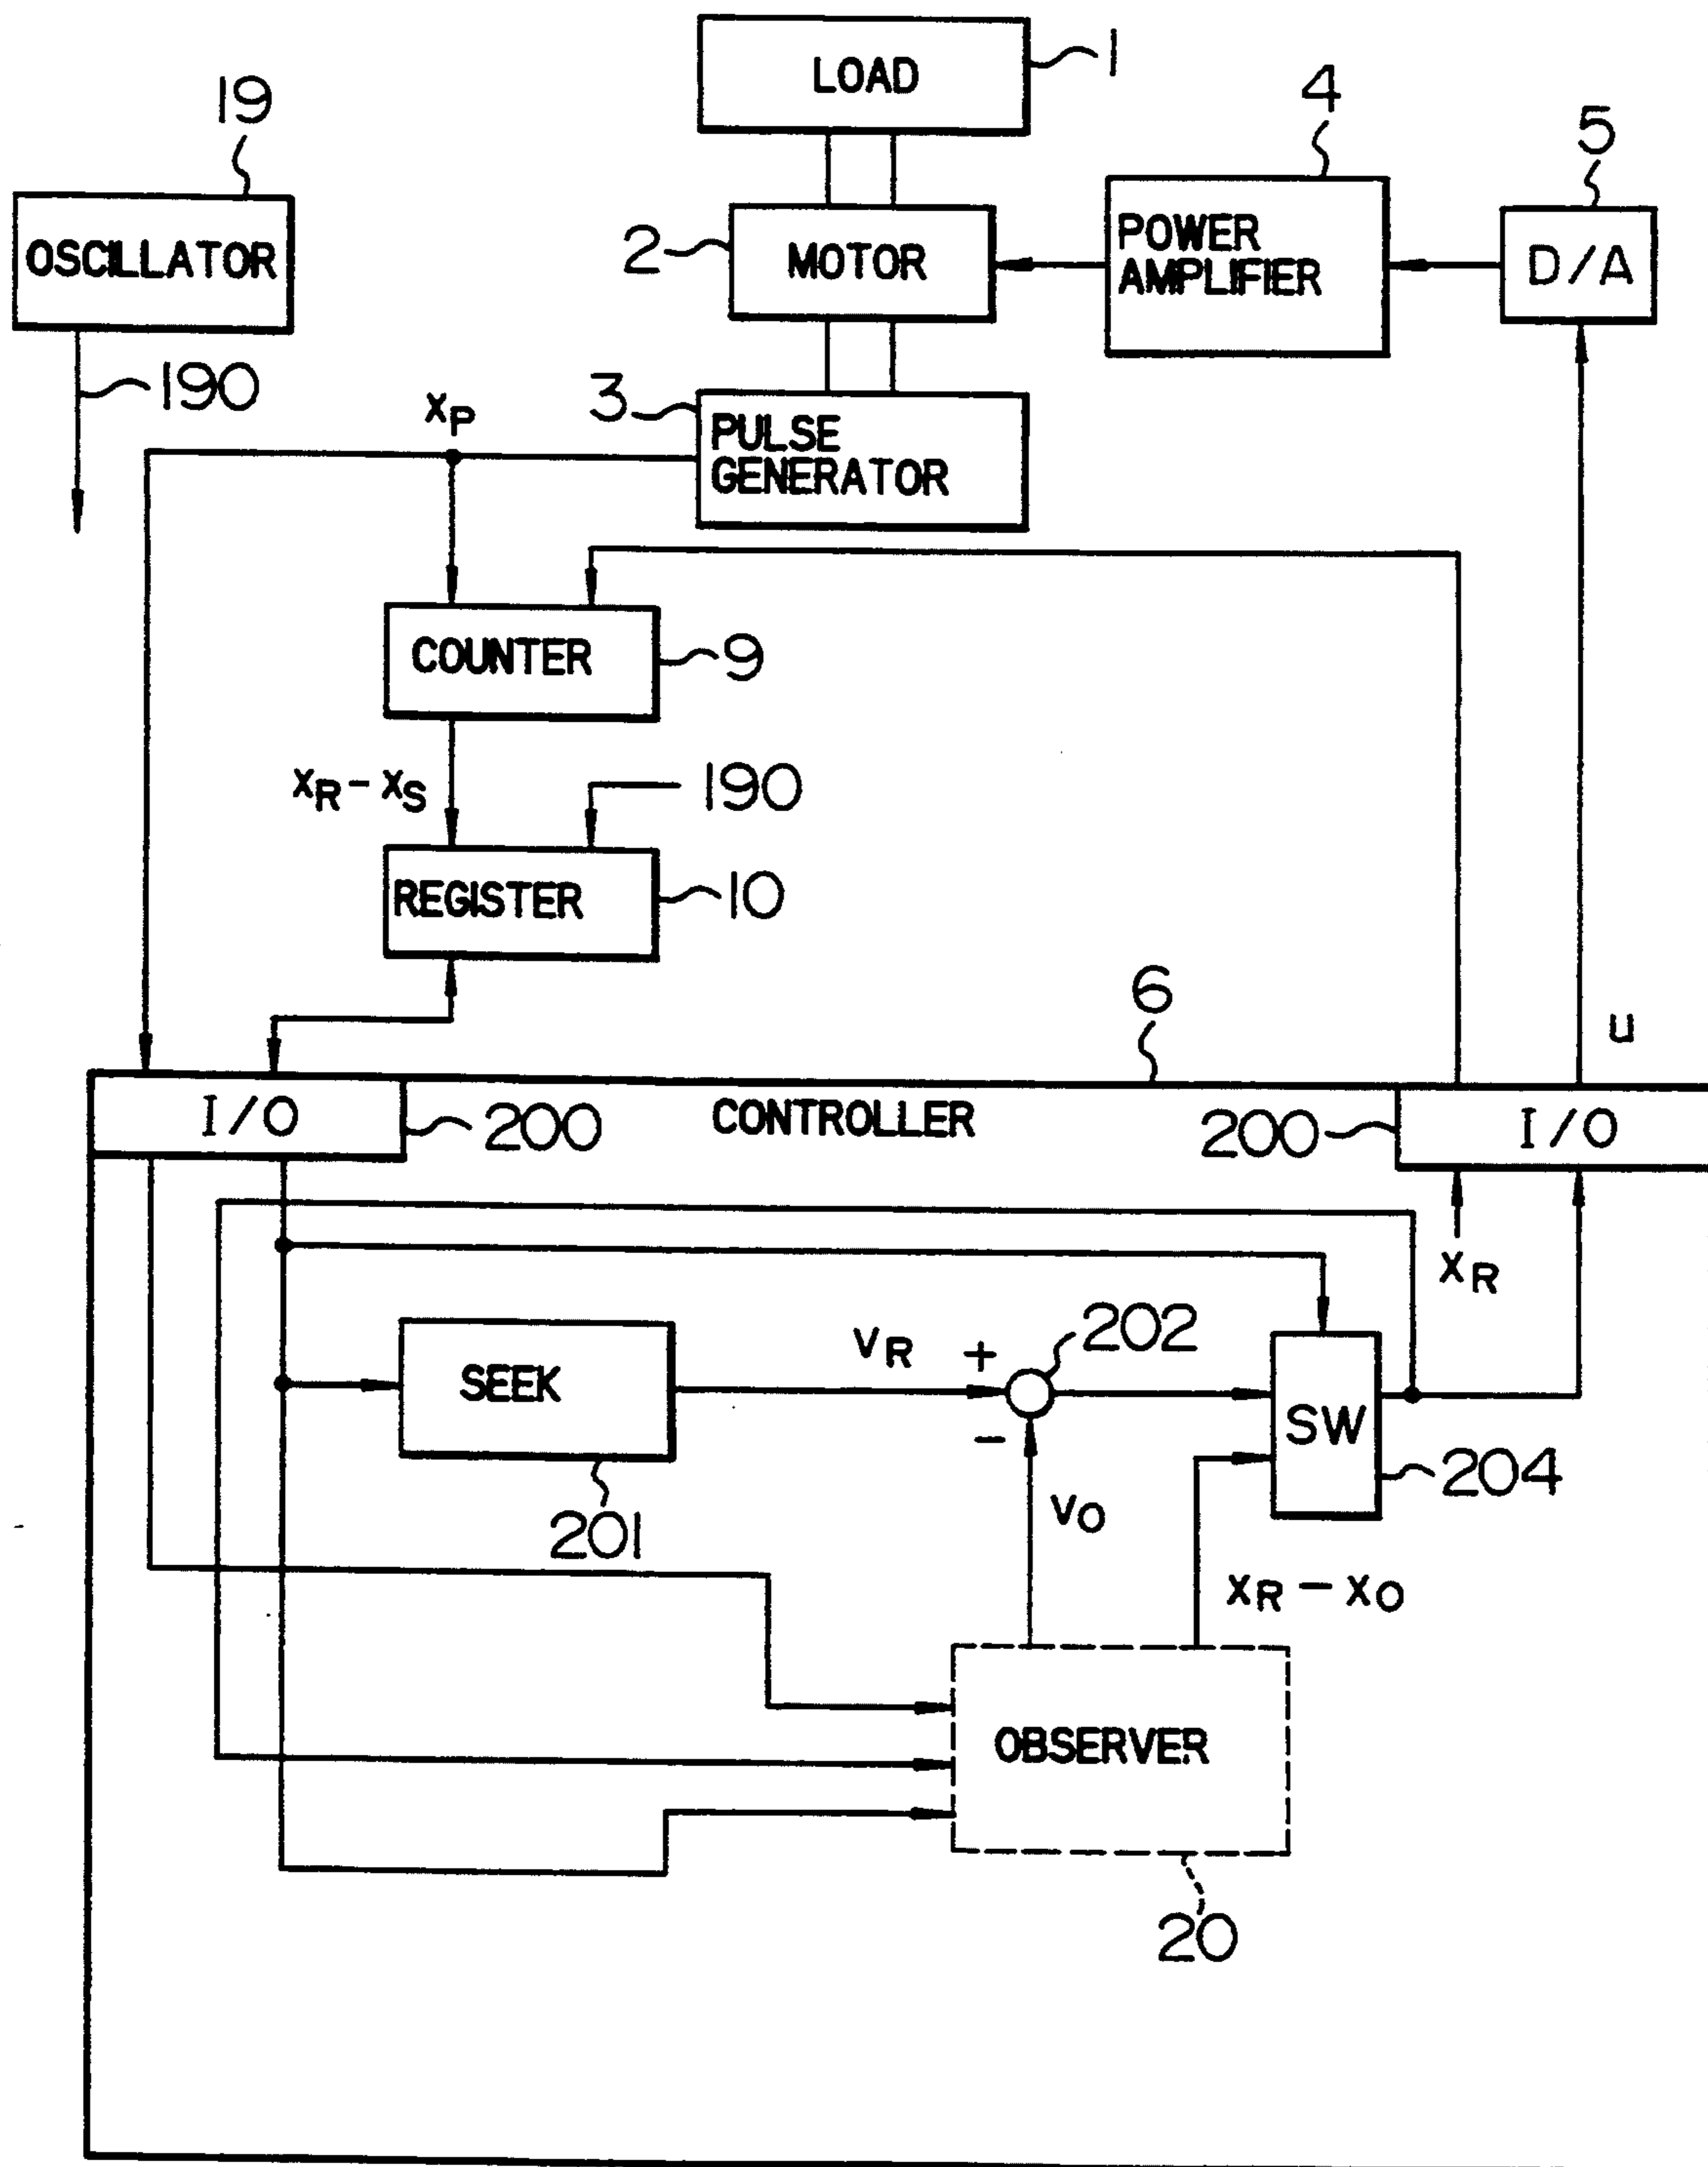 LOAD
1
19
4
5
OSCILLATOR
2
MOTOR
POWER
AMPLIFIER
D/A
190
3
xP
PULSE
GENERATOR
COUNTER
9
xR - xS
190
REGISTER
10
6
u
I/O
200
CONTROLLER
200
I/O
xR
202
vR
+
SEEK
-
SW
204
201
vO
xR - xO
OBSERVER
20